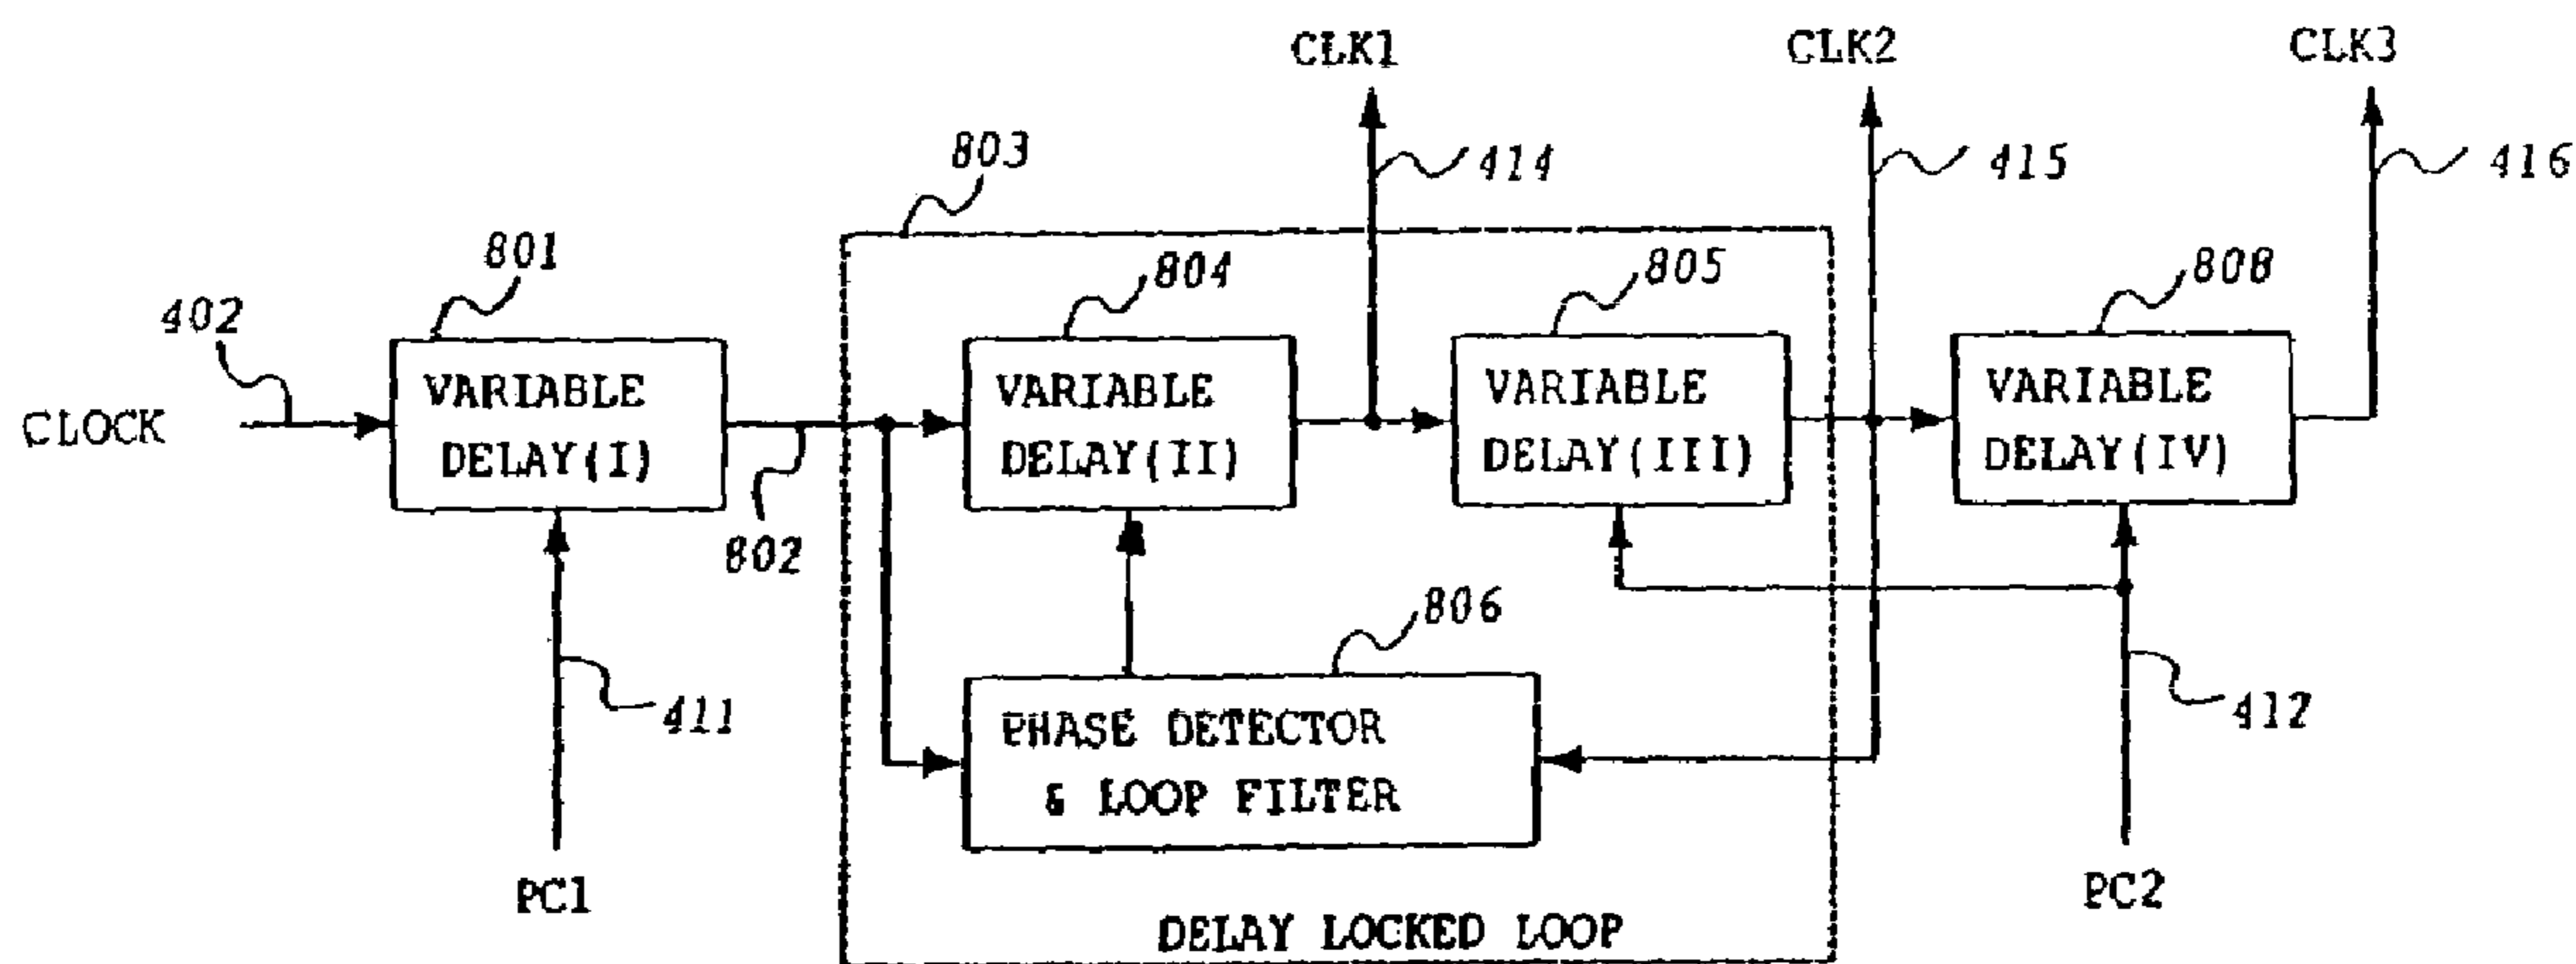 CLK1
CLK2
CLK3
803
414
415
416
801
804
805
808
402
VARIABLE
DELAY(I)
VARIABLE
DELAY(II)
VARIABLE
DELAY(III)
VARIABLE
DELAY(IV)
CLOCK
802
806
411
412
PHASE DETECTOR
& LOOP FILTER
PC1
PC2
DELAY LOCKED LOOP